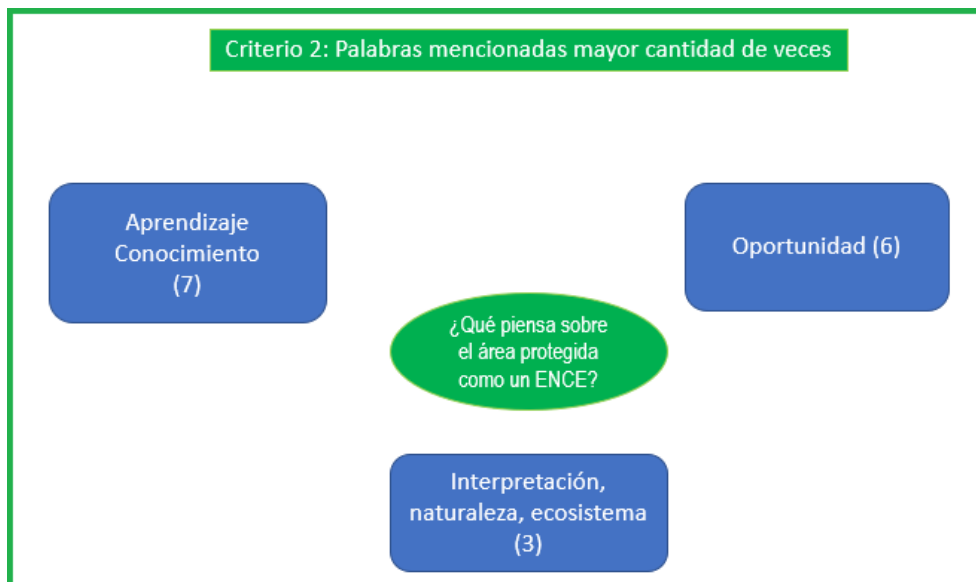 Criterio 2: Palabras mencionadas mayor cantidad de veces
Aprendizaje
Conocimiento
(7)
Oportunidad (6)
¿Qué piensa sobre
el área protegida
como un ENCE?
Interpretación,
naturaleza, ecosistema
(3)